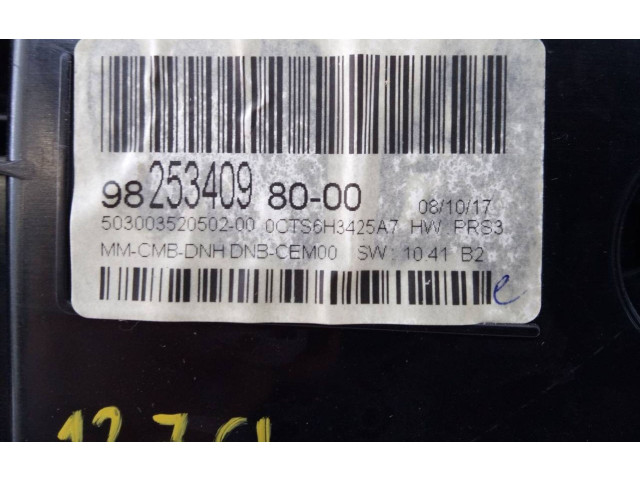 98 253409 80-00 08/10/17
503003520502-00 0CTS6H3425A7 HW PRS3
MM-CMB-DNH DNB-CEM00 SW: 10.41 B2
e